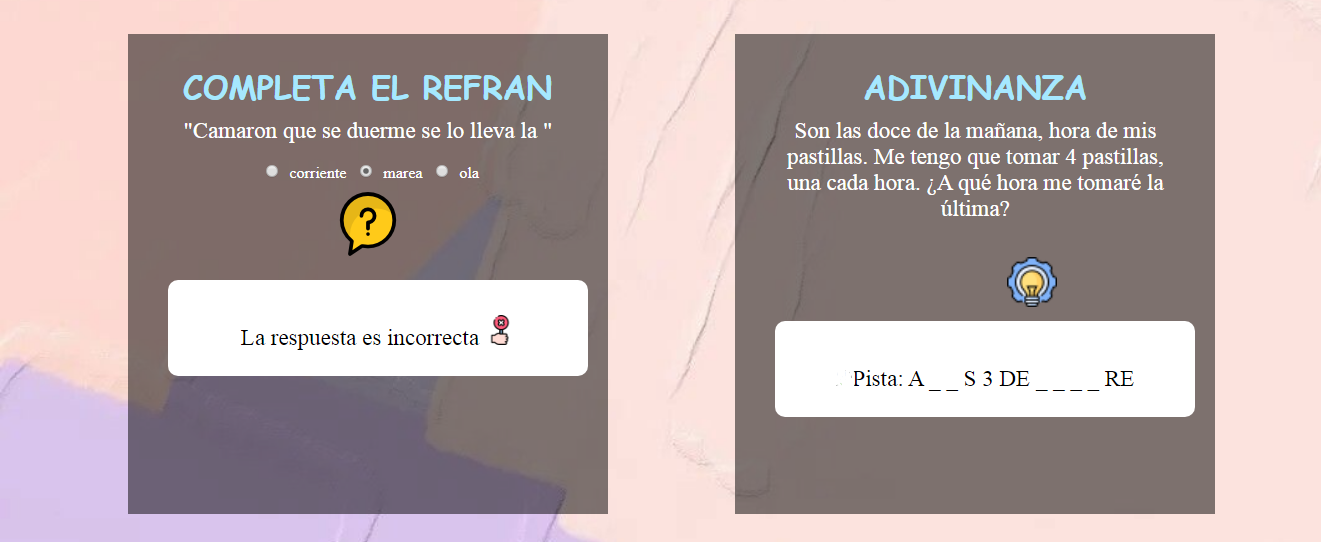 COMPLETA EL REFRAN
"Camaron que se duerme se lo lleva la "
corriente marea ola
?
La respuesta es incorrecta
ADIVINANZA
Son las doce de la mañana, hora de mis
pastillas. Me tengo que tomar 4 pastillas,
una cada hora. ¿A qué hora me tomaré la
última?
Pista: A _ _ S 3 DE _ _ _ _ RE